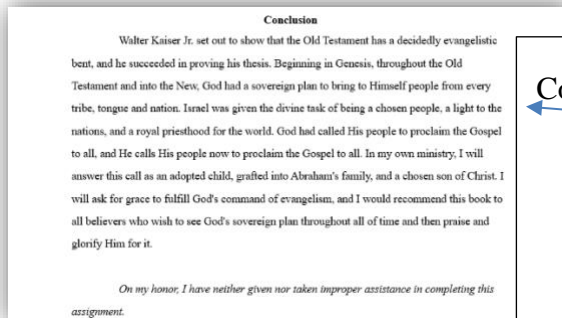 Conclusion
Walter Kaiser Jr. set out to show that the Old Testament has a decidedly evangelistic
bent, and he succeeded in proving his thesis. Beginning in Genesis, throughout the Old
Testament and into the New, God had a sovereign plan to bring to Himself people from every
tribe, tongue and nation. Israel was given the divine task of being a chosen people, a light to the
nations, and a royal priesthood for the world. God had called His people to proclaim the Gospel
to all, and He calls His people now to proclaim the Gospel to all. In my own ministry, I will
answer this call as an adopted child, grafted into Abraham's family, and a chosen son of Christ. I
will ask for grace to fulfill God's command of evangelism, and I would recommend this book to
all believers who wish to see God's sovereign plan throughout all of time and then praise and
glorify Him for it.
On my honor, I have neither given nor taken improper assistance in completing this
assignment.
Co